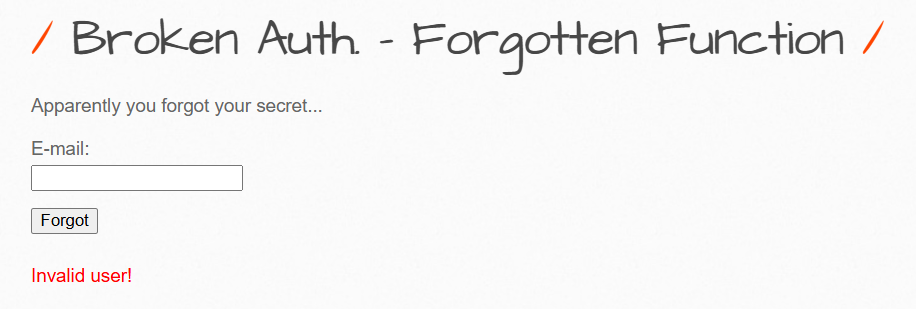 / Broken Auth. - Forgotten Function /
Apparently you forgot your secret...
E-mail:
Forgot
Invalid user!